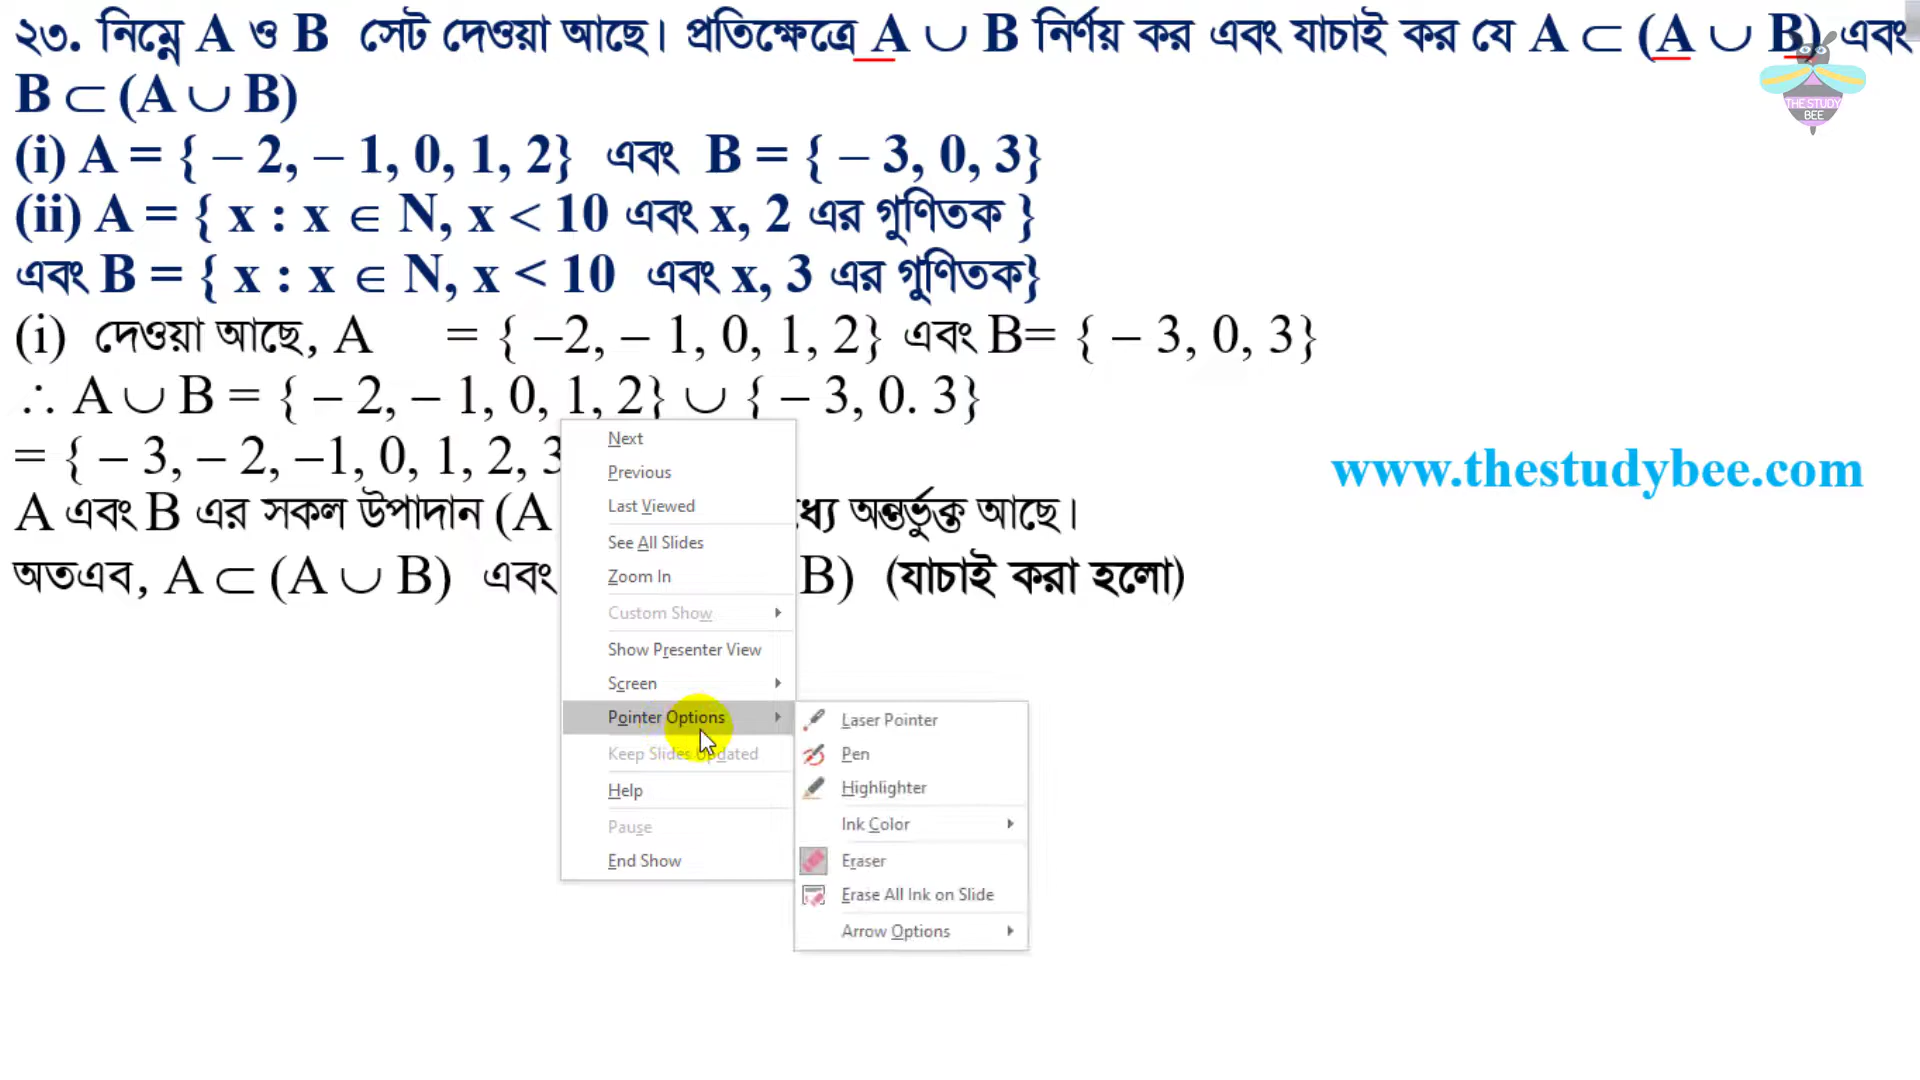 ২৩. নিম্নে A ও B সেট দেওয়া আছে। প্রতিক্ষেত্রে A ∪ B নির্ণয় কর এবং যাচাই কর যে A ⊂ (A ∪ B) এবং
B ⊂ (A ∪ B)
THE STUDY
BEE
(i) A = { – 2, – 1, 0, 1, 2} এবং B = { – 3, 0, 3}
(ii) A = { x : x ∈ N, x < 10 এবং x, 2 এর গুণিতক }
এবং B = { x : x ∈ N, x < 10 এবং x, 3 এর গুণিতক}
(i) দেওয়া আছে, A = { –2, – 1, 0, 1, 2} এবং B= { – 3, 0, 3}
∴ A ∪ B = { – 2, – 1, 0, 1, 2} ∪ { – 3, 0. 3}
= { – 3, – 2, –1, 0, 1, 2, 3
www.thestudybee.com
A এবং B এর সকল উপাদান (A ধ্যে অন্তর্ভুক্ত আছে।
অতএব, A ⊂ (A ∪ B) এবং B) (যাচাই করা হলো)
Next
Previous
Last Viewed
See All Slides
Zoom In
Custom Show
Show Presenter View
Screen
Pointer Options
Keep Slides Updated
Help
Pause
End Show
Laser Pointer
Pen
Highlighter
Ink Color
Eraser
Erase All Ink on Slide
Arrow Options